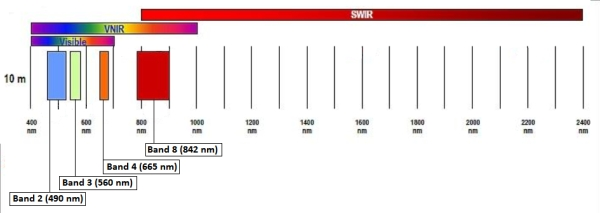 SWIR
VNIR
Visible
10 m
400 nm
600 nm
800 nm
1000 nm
1200 nm
1400 nm
1600 nm
1800 nm
2000 nm
2200 nm
2400 nm
Band 8 (842 nm)
Band 4 (665 nm)
Band 3 (560 nm)
Band 2 (490 nm)